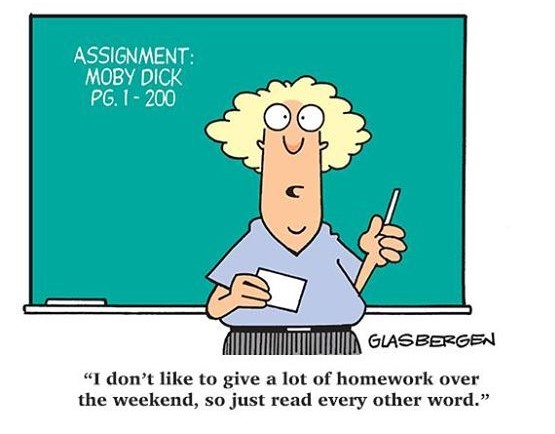 ASSIGNMENT:
MOBY DICK
PG. 1 - 200
GLASBERGEN
“I don’t like to give a lot of homework over
the weekend, so just read every other word.”